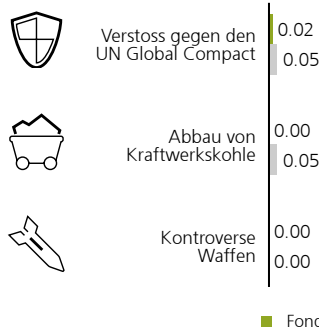 Verstoss gegen den
UN Global Compact
0.02
0.05
Abbau von
Kraftwerkskohle
0.00
0.05
Kontroverse
Waffen
0.00
0.00